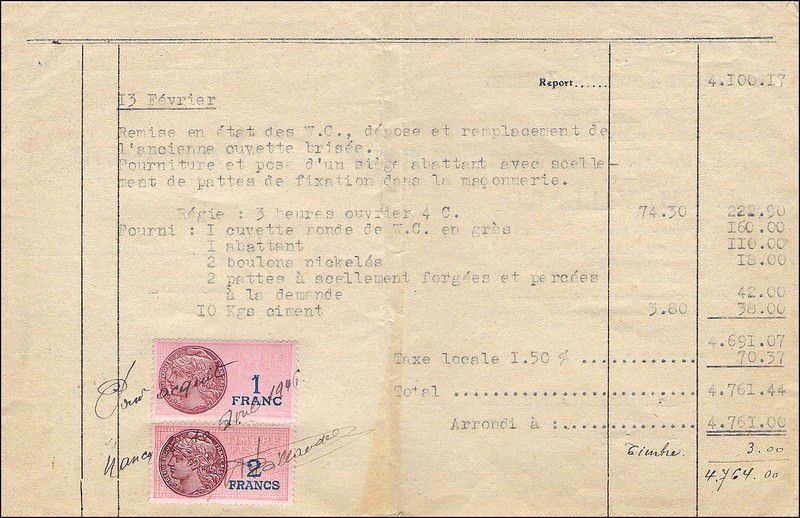 Report...... 4.100.17
13 Février
Remise en état des W.C., dépose et remplacement de
l'ancienne cuvette brisée.
Fourniture et pose d'un siège abattant avec scelle-
ment de pattes de fixation dans la maçonnerie.
Régie : 3 heures ouvrier 4 C. 74.30 222.90
Fourni : I cuvette ronde de W.C. en grès 160.00
I abattant 110.00
2 boulons nickelés 18.00
2 pattes à scellement forgées et percées
à la demande 42.00
10 Kgs ciment 3.80 38.00
4.691.07
Taxe locale I.50 % ............... 70.37
Total ............................ 4.761.44
Arrondi à :............... 4.761.00
Timbre. 3.00
4.764.00
Pour acquit
1
FRANC
Avril 1946.
Nancy
TIMBRE
2
FRANCS